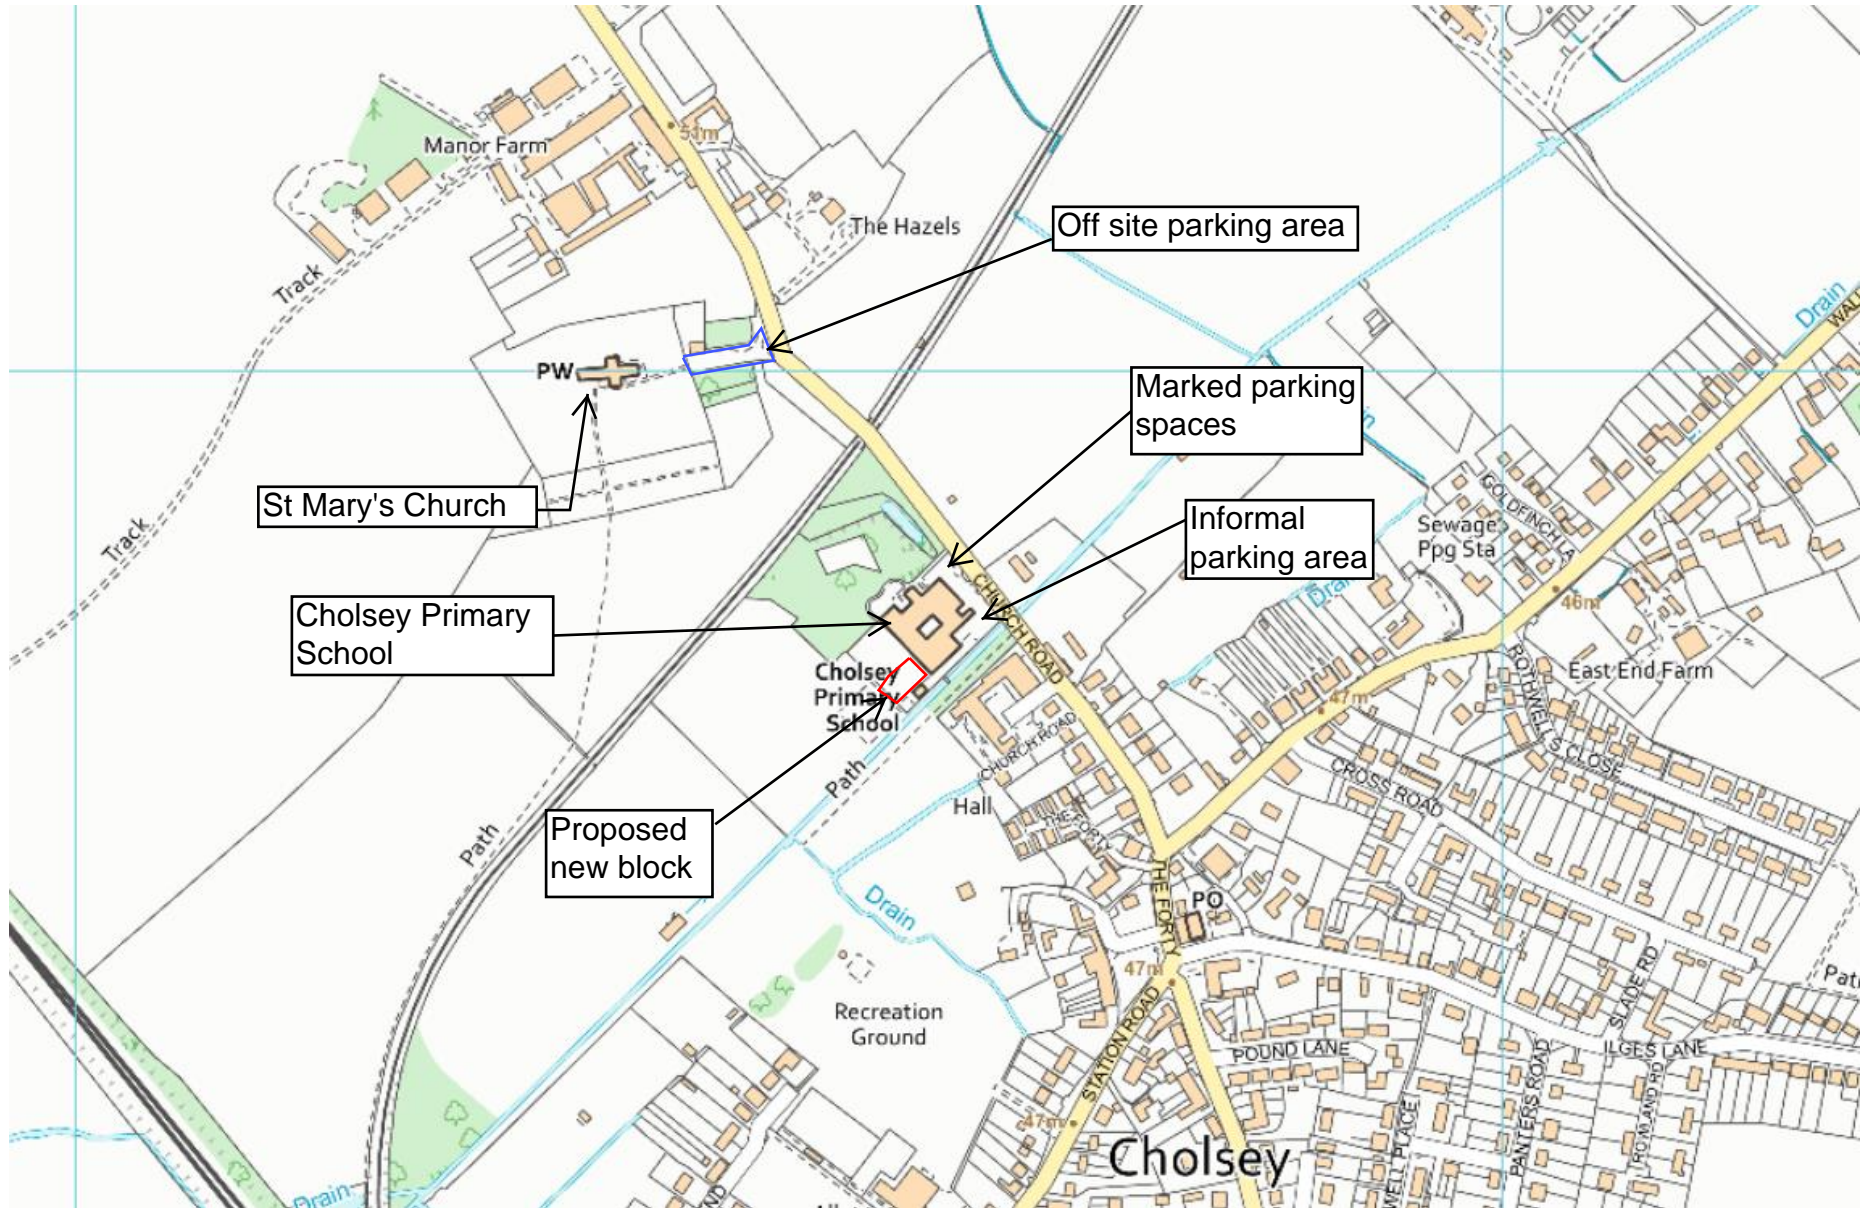 51m
Manor Farm
The Hazels
Off site parking area
Track
Drain
PW
Marked parking
spaces
St Mary's Church
Track
Informal
parking area
GOLDFINCH LA
Sewage
Ppg Sta
Drain
CHURCH ROAD
46m
Cholsey Primary
School
Cholsey
Primary
School
East End Farm
ROTHWELLS CLOSE
47m
CHURCH ROAD
CROSS ROAD
Path
Hall
THE FORTY
Proposed
new block
Path
THE FORTY
PO
Drain
47m
SLADE RD
Recreation
Ground
STATION ROAD
POUND LANE
ILGES LANE
PANTERS ROAD
47m
Cholsey
WELL PLACE
Drain